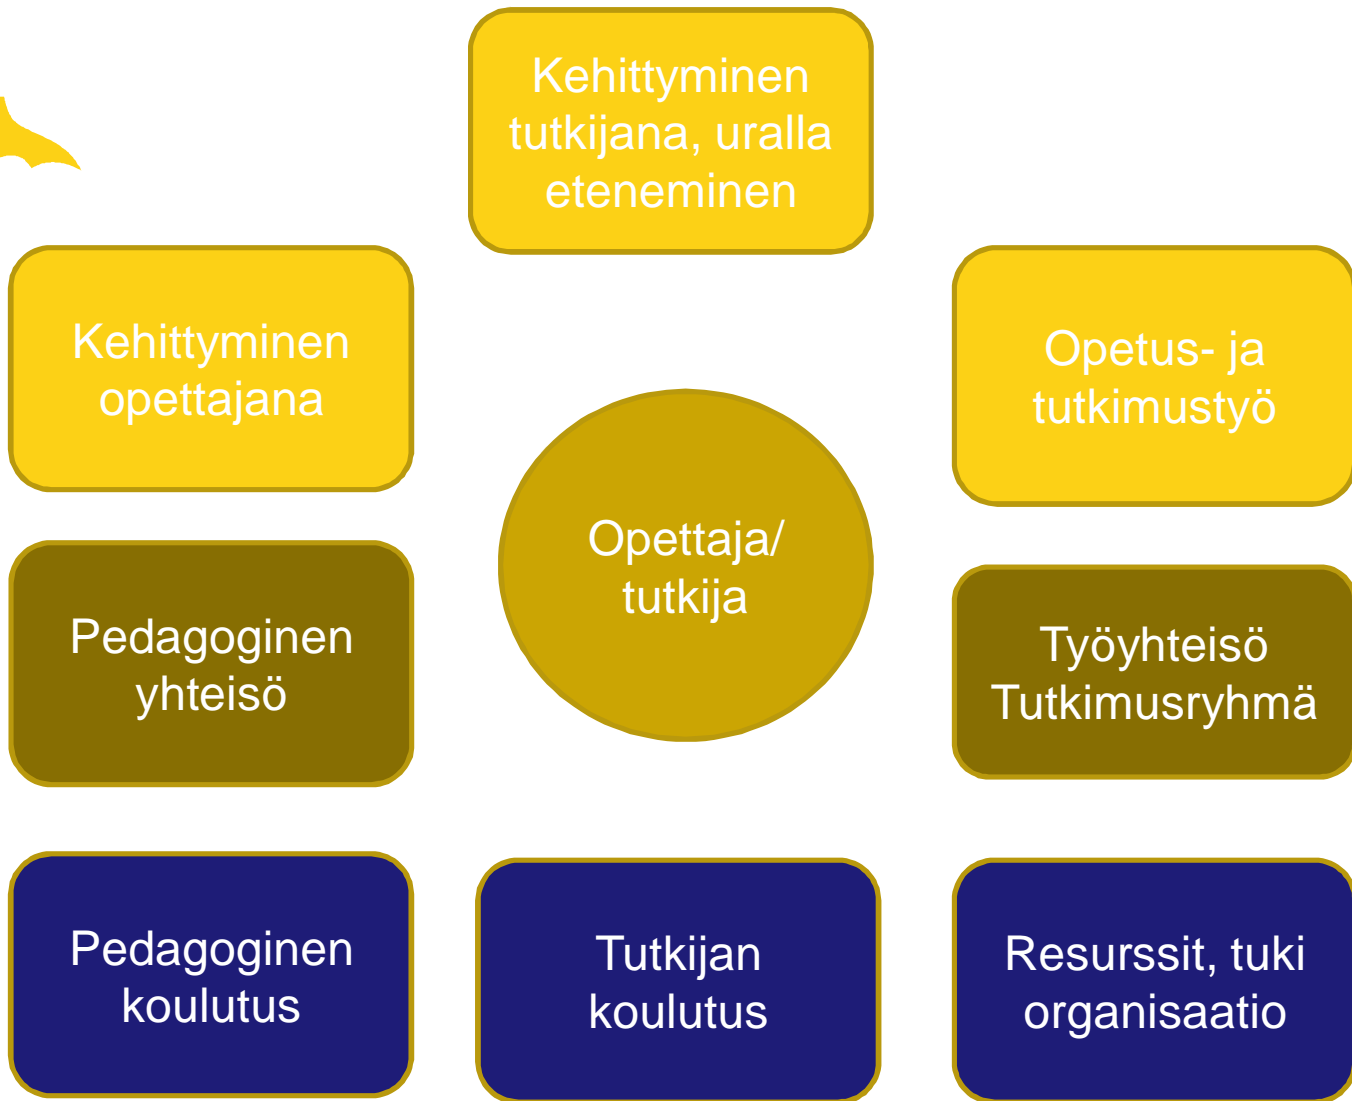 Kehittyminen
tutkijana, uralla
eteneminen
Kehittyminen
opettajana
Opetus- ja
tutkimustyö
Opettaja/
tutkija
Pedagoginen
yhteisö
Työyhteisö
Tutkimusryhmä
Pedagoginen
koulutus
Tutkijan
koulutus
Resurssit, tuki
organisaatio